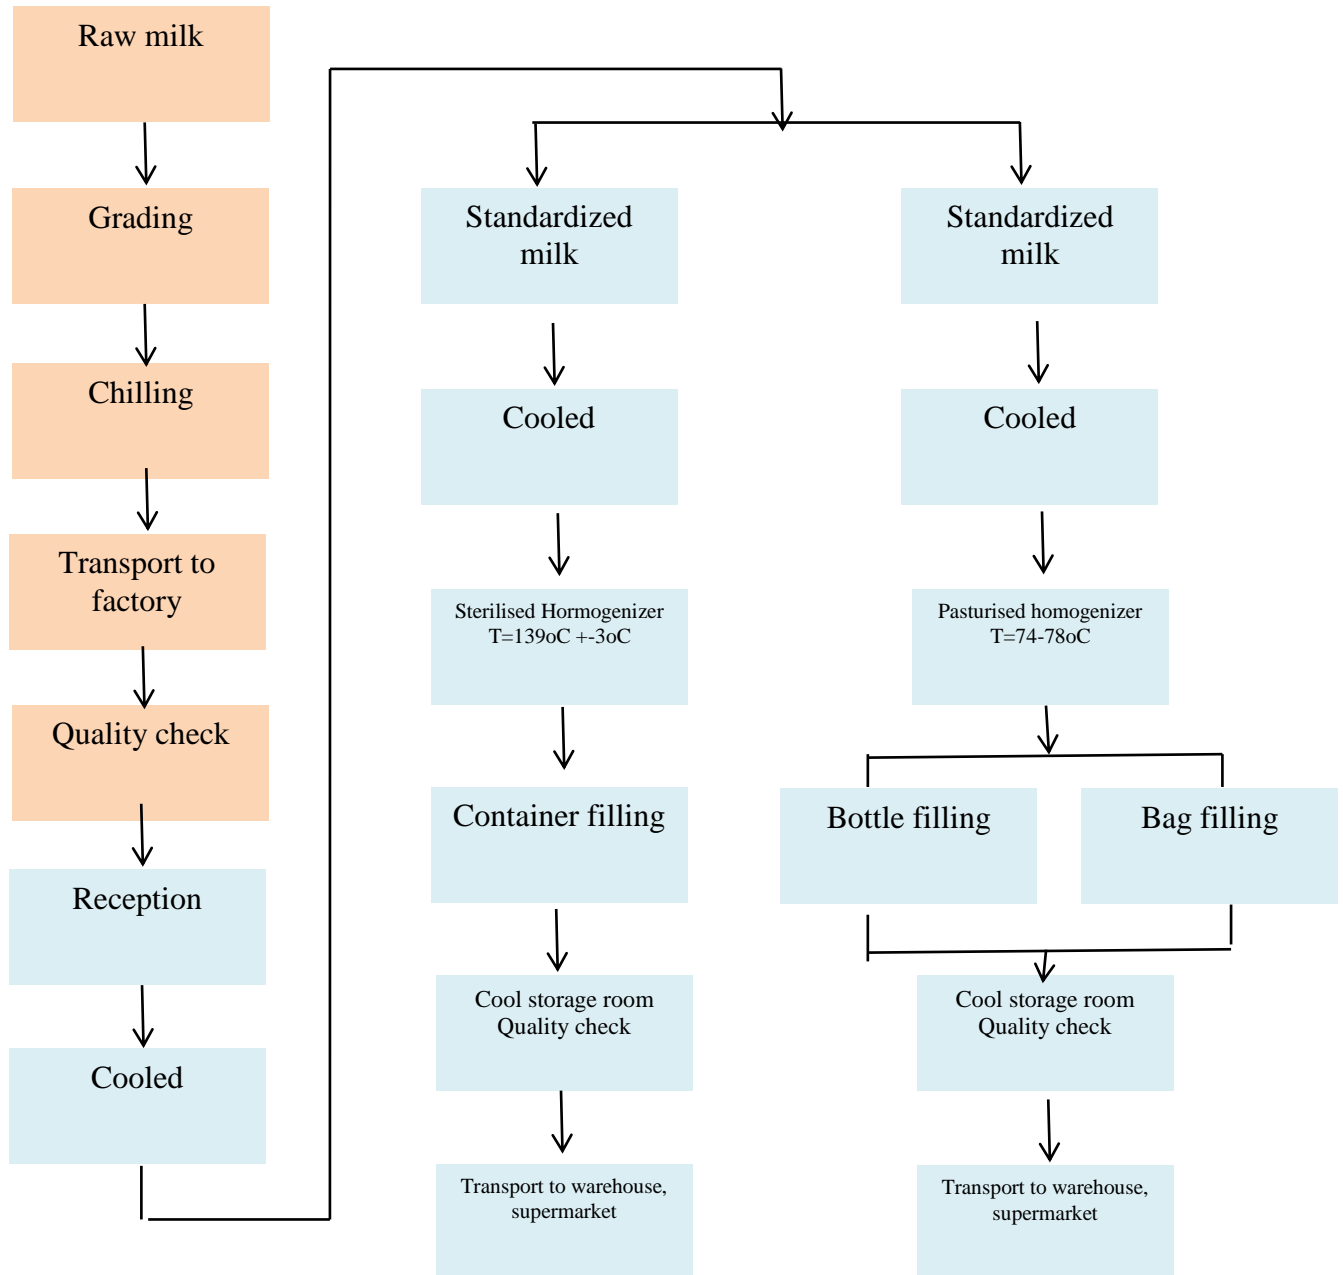 Raw milk
Grading
Chilling
Transport to
factory
Quality check
Reception
Cooled
Standardized
milk
Cooled
Sterilised Hormogenizer
T=139oC +-3oC
Container filling
Cool storage room
Quality check
Transport to warehouse,
supermarket
Standardized
milk
Cooled
Pasturised homogenizer
T=74-78oC
Bottle filling
Bag filling
Cool storage room
Quality check
Transport to warehouse,
supermarket